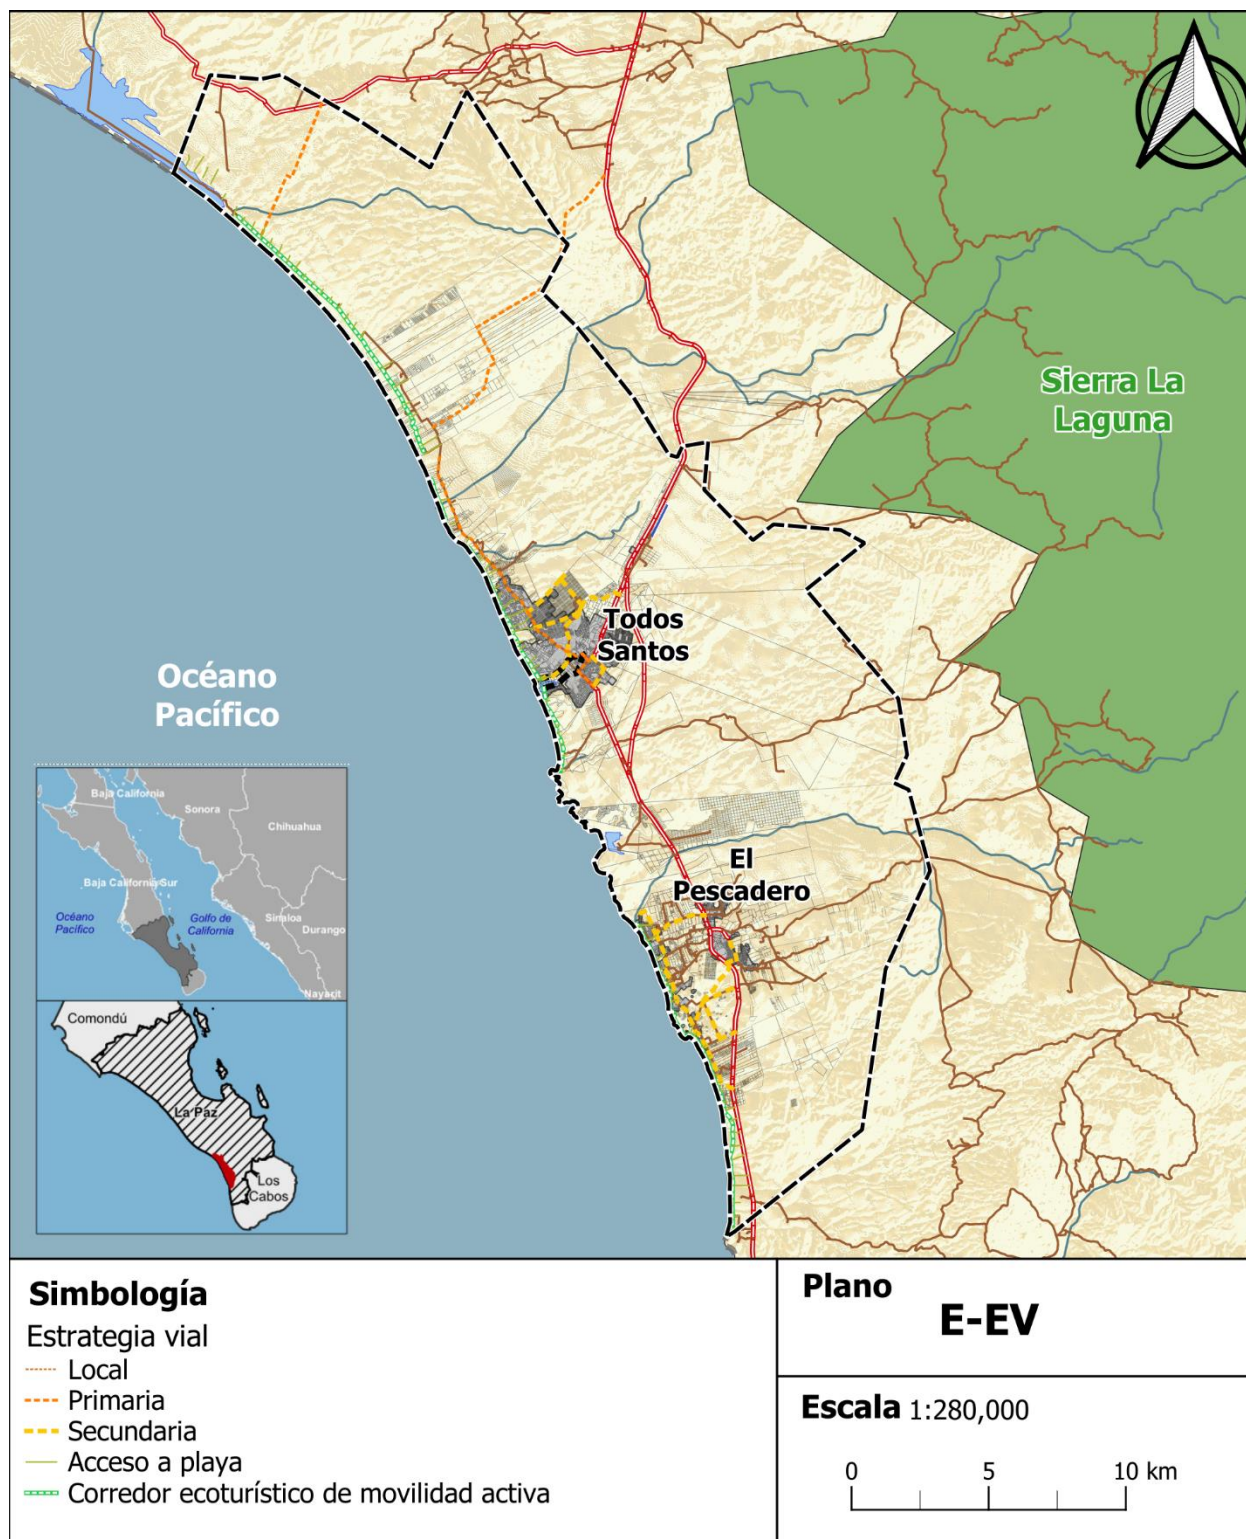 Sierra La
Laguna
Todos
Santos
Océano
Pacífico
El
Pescadero
Baja California
Sonora
Chihuahua
Baja California Sur
Océano
Pacífico
Golfo de
California
Sinaloa
Durango
Nayarit
Comondú
La Paz
Los
Cabos
Simbología
Estrategia vial
Local
Primaria
Secundaria
Acceso a playa
Corredor ecoturístico de movilidad activa
Plano
E-EV
Escala 1:280,000
0 5 10 km